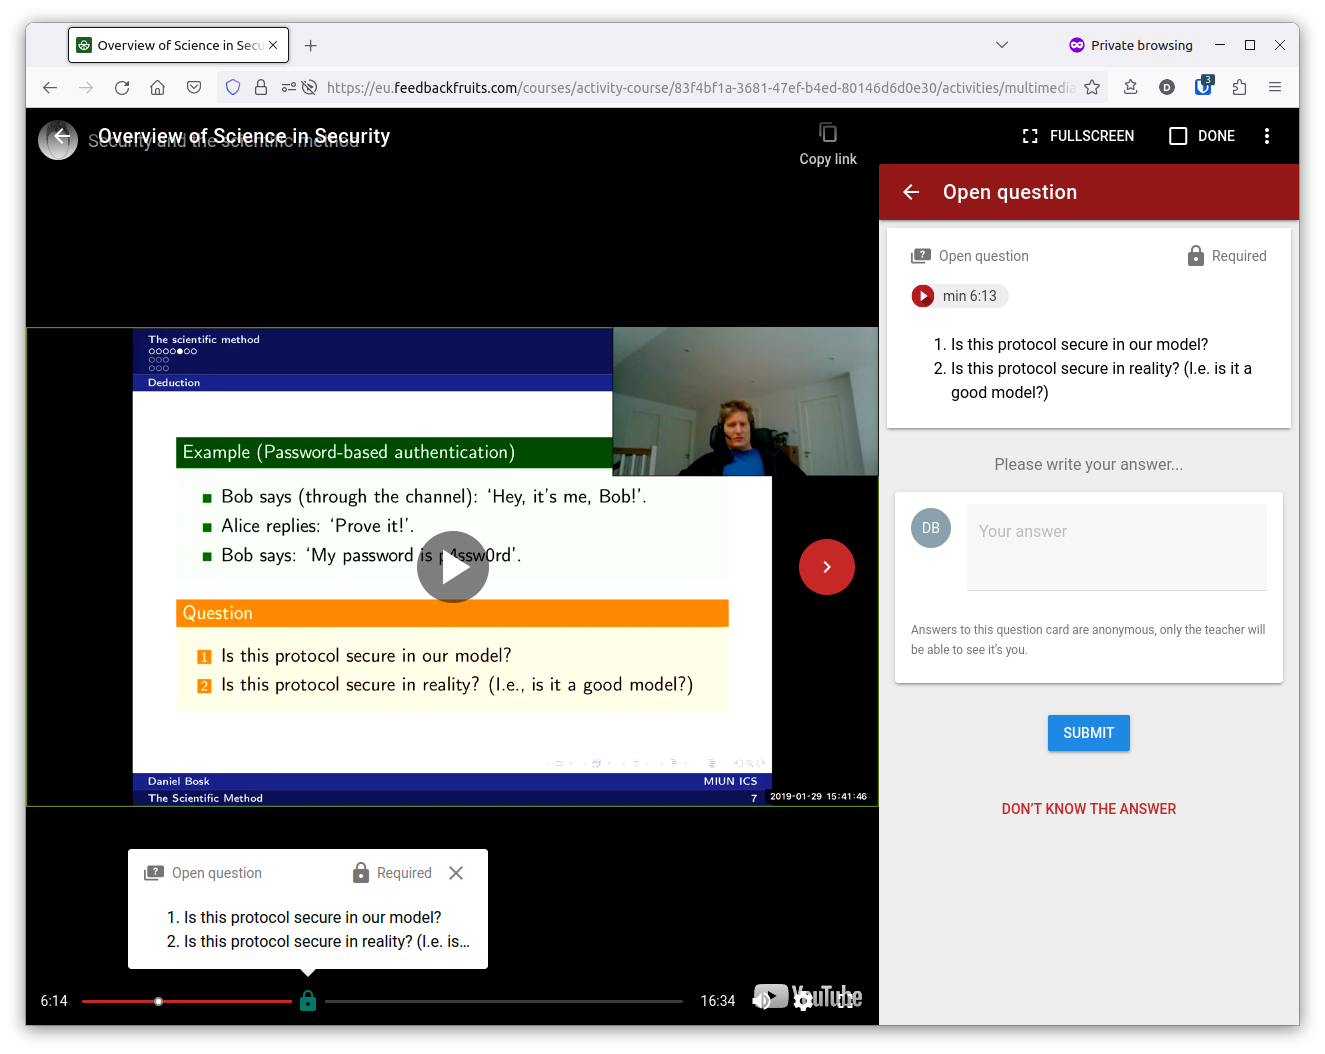 Overview of Science in Secu
Private browsing
https://eu.feedbackfruits.com/courses/activity-course/83f4bf1a-3681-47ef-b4ed-80146d6d0e30/activities/multimedia
3
Overview of Science in Security
Security and the scientific method
Copy link
FULLSCREEN
DONE
Open question
Open question
Required
min 6:13
1. Is this protocol secure in our model?
2. Is this protocol secure in reality? (I.e. is it a
good model?)
Please write your answer...
DB
Your answer
Answers to this question card are anonymous, only the teacher will
be able to see it's you.
SUBMIT
DON'T KNOW THE ANSWER
The scientific method
Deduction
Example (Password-based authentication)
Bob says (through the channel): ‘Hey, it’s me, Bob!’.
Alice replies: ‘Prove it!’.
Bob says: ‘My password is p4ssw0rd’.
Question
1 Is this protocol secure in our model?
2 Is this protocol secure in reality? (I.e., is it a good model?)
Daniel Bosk
MIUN ICS
The Scientific Method
7
2019-01-29 15:41:46
Open question
Required
1. Is this protocol secure in our model?
2. Is this protocol secure in reality? (I.e. is...
6:14
16:34
YouTube